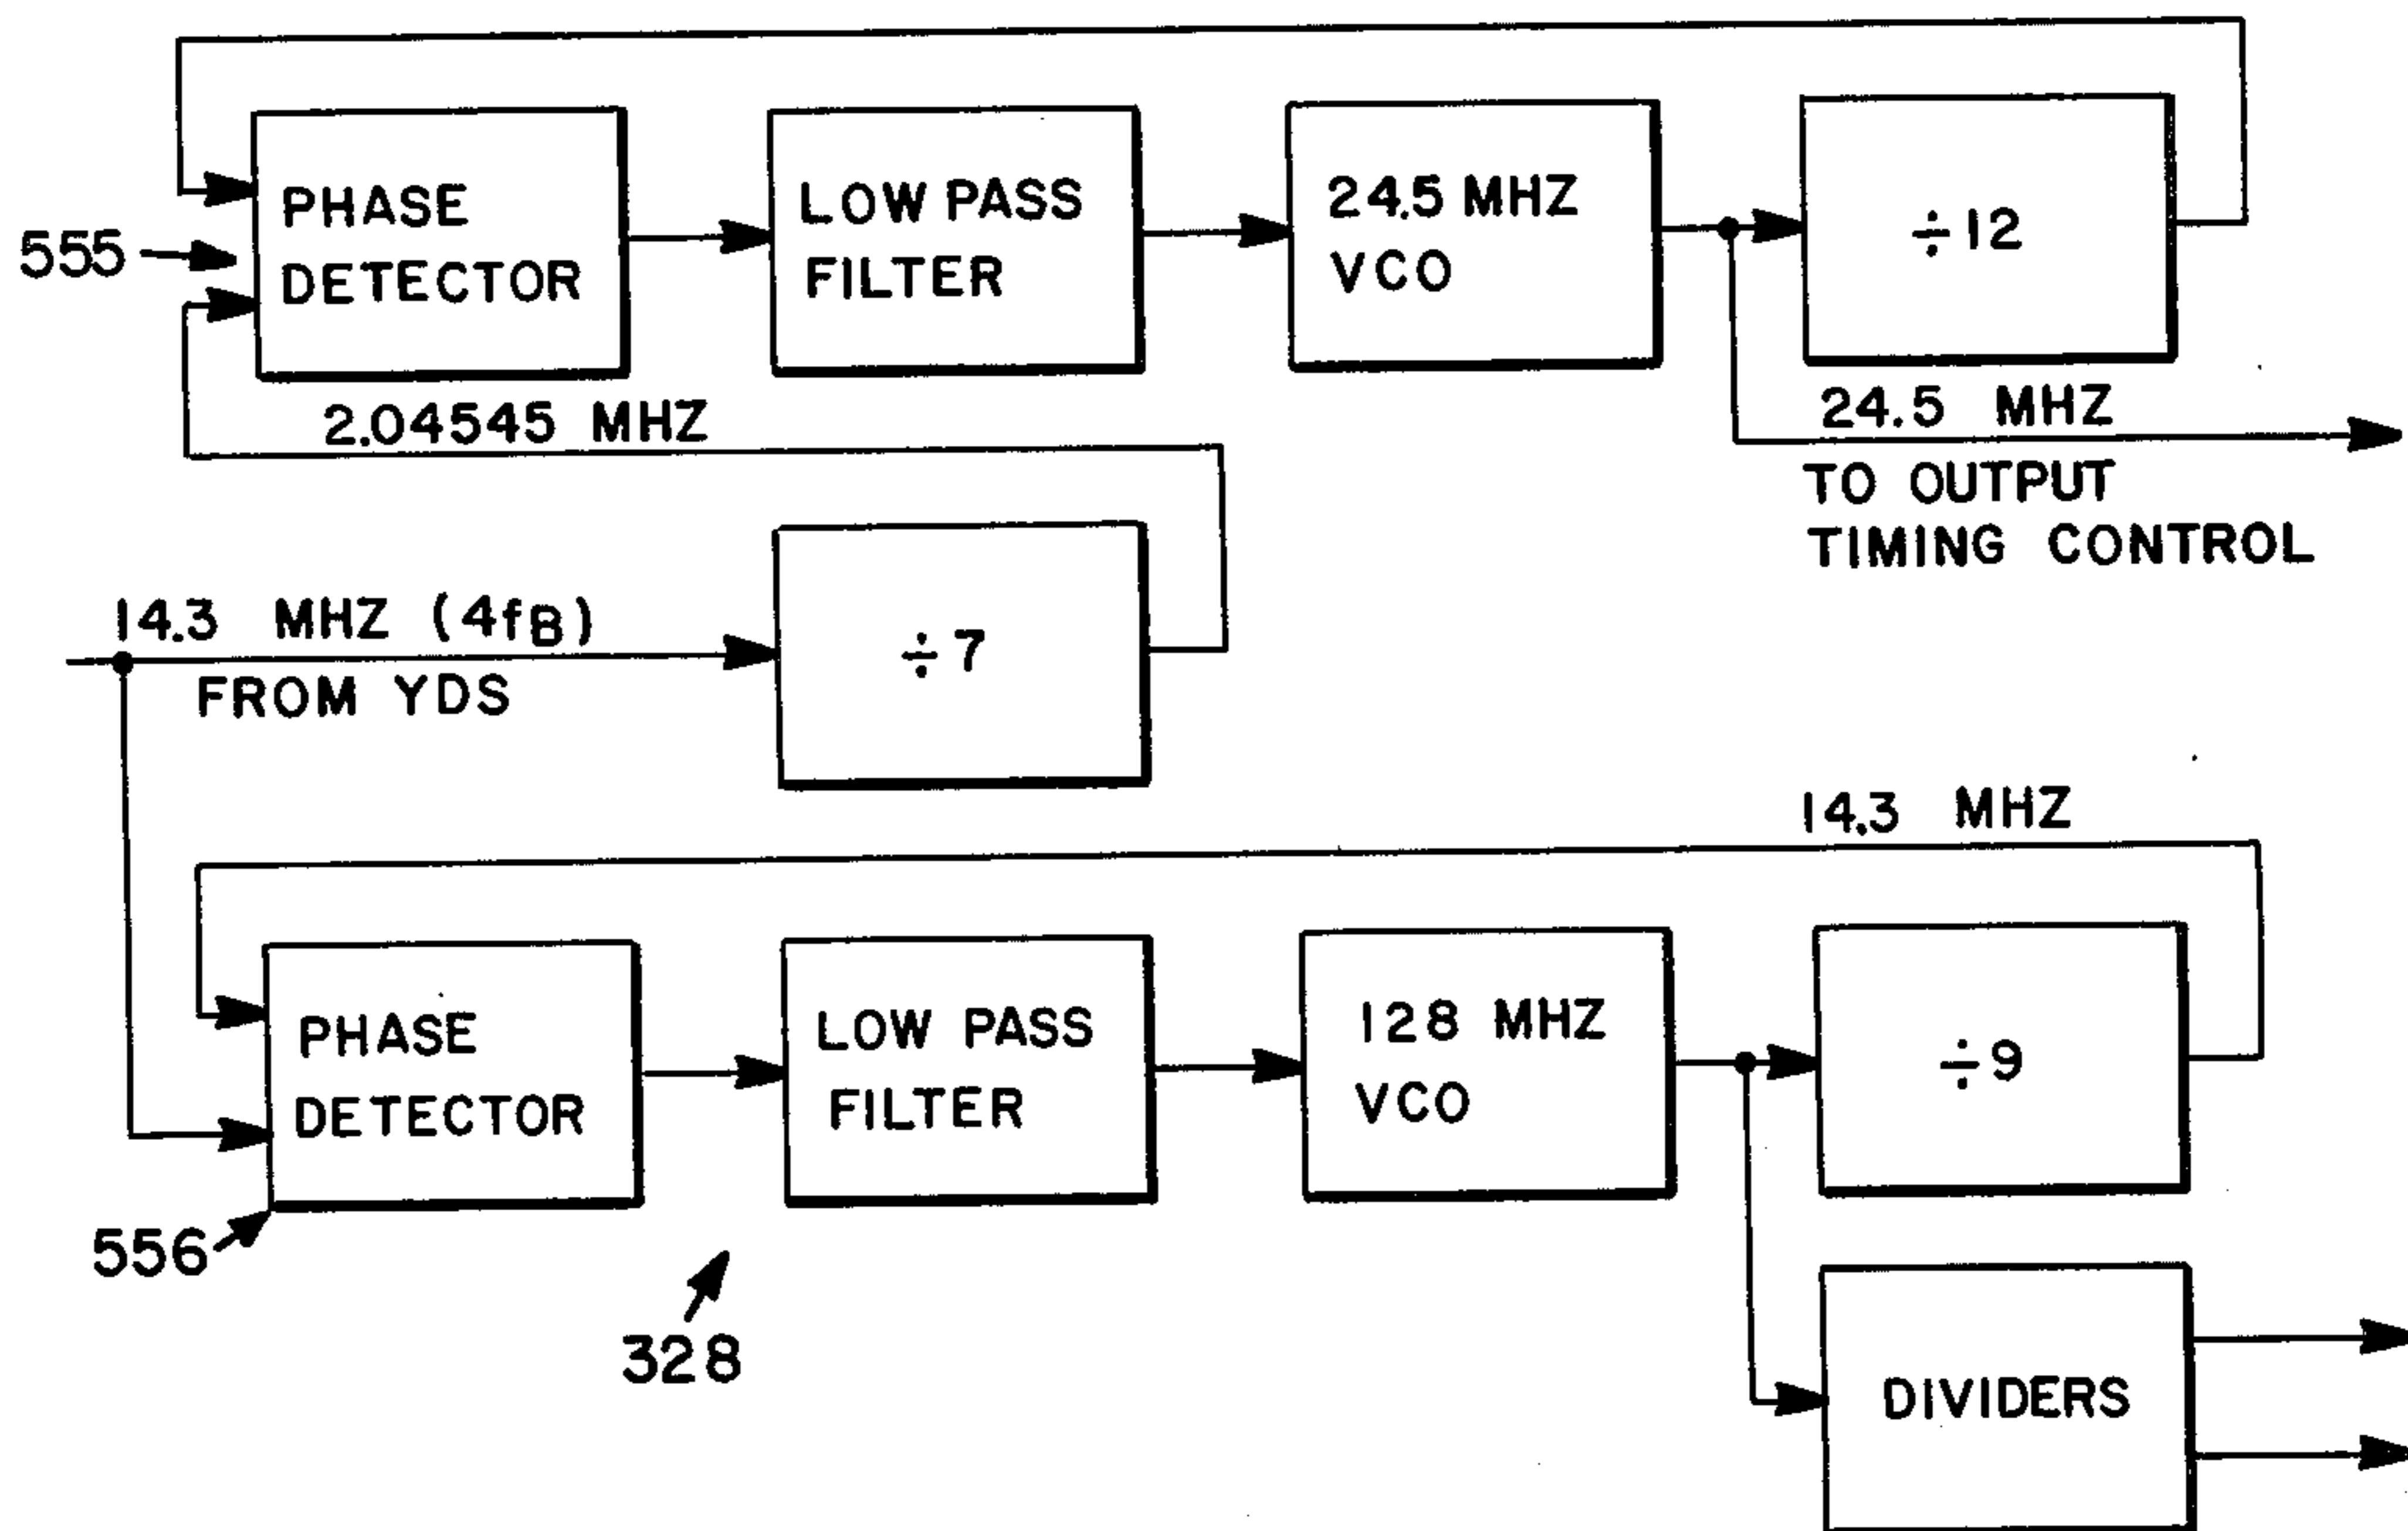 555
PHASE
DETECTOR
LOW PASS
FILTER
24.5 MHZ
VCO
÷12
2.04545 MHZ
24.5 MHZ
TO OUTPUT
TIMING CONTROL
14.3 MHZ (4fB)
FROM YDS
÷7
14.3 MHZ
PHASE
DETECTOR
LOW PASS
FILTER
128 MHZ
VCO
÷9
556
328
DIVIDERS